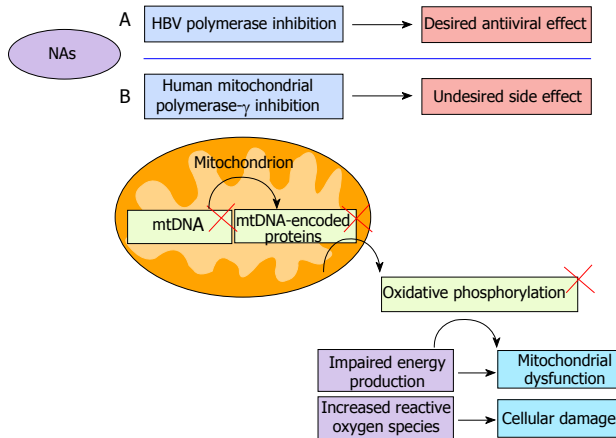 A
HBV polymerase inhibition
Desired antiviral effect
NAs
B
Human mitochondrial
polymerase-γ inhibition
Undesired side effect
Mitochondrion
mtDNA
mtDNA-encoded
proteins
Oxidative phosphorylation
Impaired energy
production
Mitochondrial
dysfunction
Increased reactive
oxygen species
Cellular damage